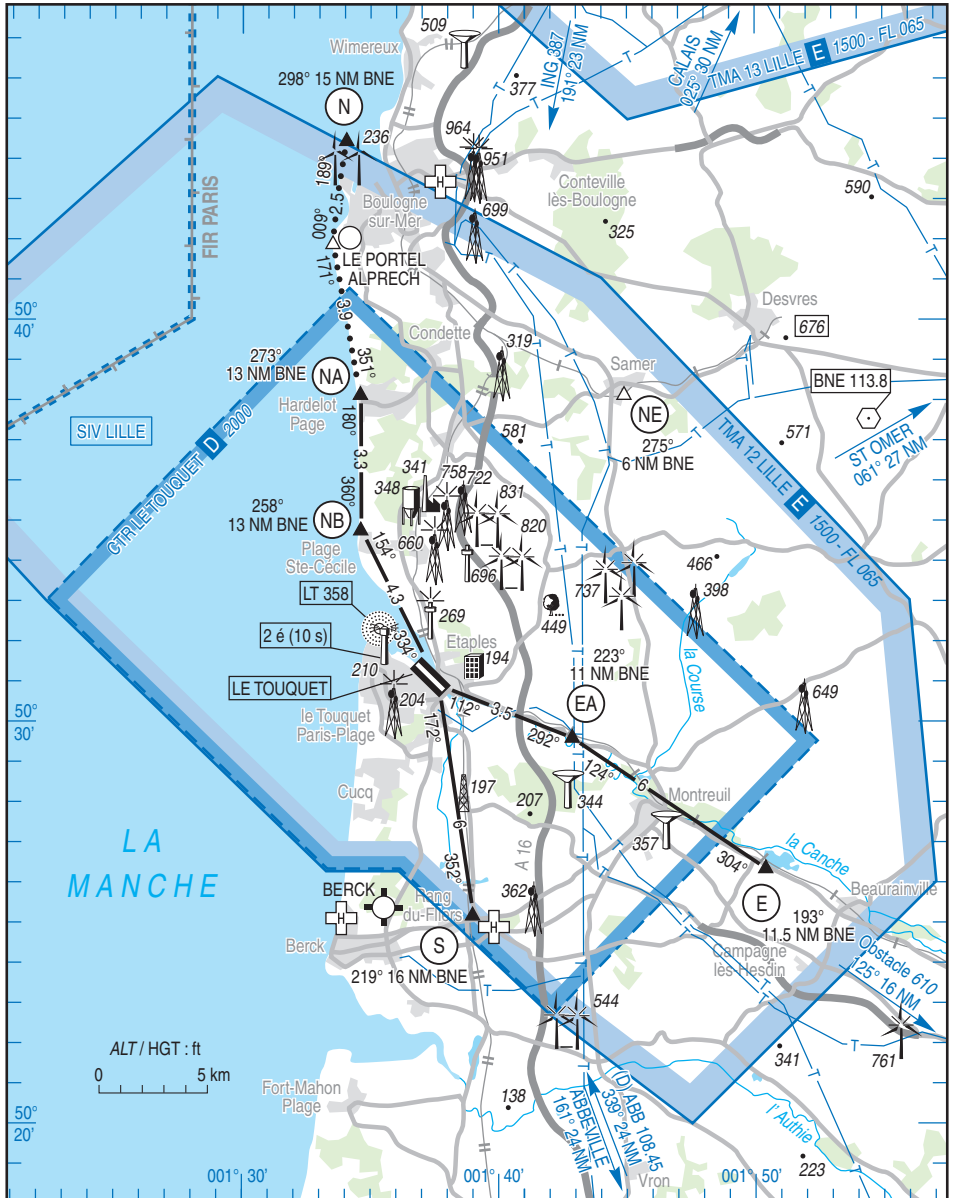 509
Wimereux
ING 387
191° 23 NM
CALAIS
025° 30 NM
TMA 13 LILLE E 1500 - FL 065
298° 15 NM BNE
N
377
236
964
951
189°
2.5
009
Boulogne
sur-Mer
H
699
Conteville
lès-Boulogne
590
325
FIR PARIS
LE PORTEL
ALPRECH
171°
3.9
351°
50°
40'
Desvres
676
Condette
319
Samer
273°
13 NM BNE
NA
Hardelot
Page
BNE 113.8
NE
275°
6 NM BNE
571
ST OMER
061° 27 NM
SIV LILLE
CTR LE TOUQUET D 2000
180°
3.3
360°
581
TMA 12 LILLE E 1500 - FL 065
341
758
722
348
831
820
258°
13 NM BNE
NB
660
696
Plage
Ste-Cécile
154°
4.3
334°
737
466
398
LT 358
269
449
2 é (10 s)
Etaples
la Course
210
194
223°
11 NM BNE
LE TOUQUET
204
649
EA
112°
3.5
292°
le Touquet
Paris-Plage
172°
50°
30'
124°
6
304°
Cucq
197
207
344
Montreuil
357
6
352°
A 16
LA
MANCHE
la Canche
BERCK
H
Rang
du-Fliers
362
H
Beaurainville
E
193°
11.5 NM BNE
Berck
S
219° 16 NM BNE
Campagne
lès-Hesdin
Obstacle 610
125° 16 NM
544
761
ALT / HGT : ft
0 5 km
341
Fort-Mahon
Plage
138
(D) ABB 108.45
339° 24 NM
ABBEVILLE
161° 24 NM
l'Authie
50°
20'
223
001° 30'
001° 40'
001° 50'
Vron